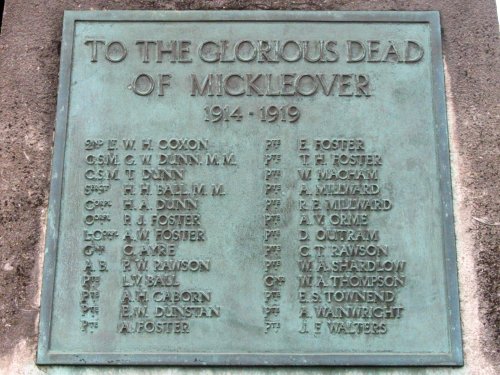 TO THE GLORIOUS DEAD
OF MICKLEOVER
1914 · 1919
2ND LT. W. H. COXON
C.S.M. G. W. DUNN. M. M.
C.S.M. T. DUNN
SERGT H. H. BALL, M. M.
CORPL H. A. DUNN
CORPL R. J. FOSTER
L-CORPL A. W. FOSTER
GNR C. AYRE
A. B. P. W. RAWSON
PTE L. V. BALL
PTE A. H. CABORN
PTE E. W. DUNSTAN
PTE A. FOSTER
PTE E. FOSTER
PTE T. H. FOSTER
PTE W. MACHAM
PTE A. MILLWARD
PTE R. E. MILLWARD
PTE A. V. ORME
PTE D. OUTRAM
PTE C. T. RAWSON
PTE W. A. SHARDLOW
W. A. THOMPSON
PTE E. S. TOWNEND
PTE A. WAINWRIGHT
PTE J. F. WALTERS